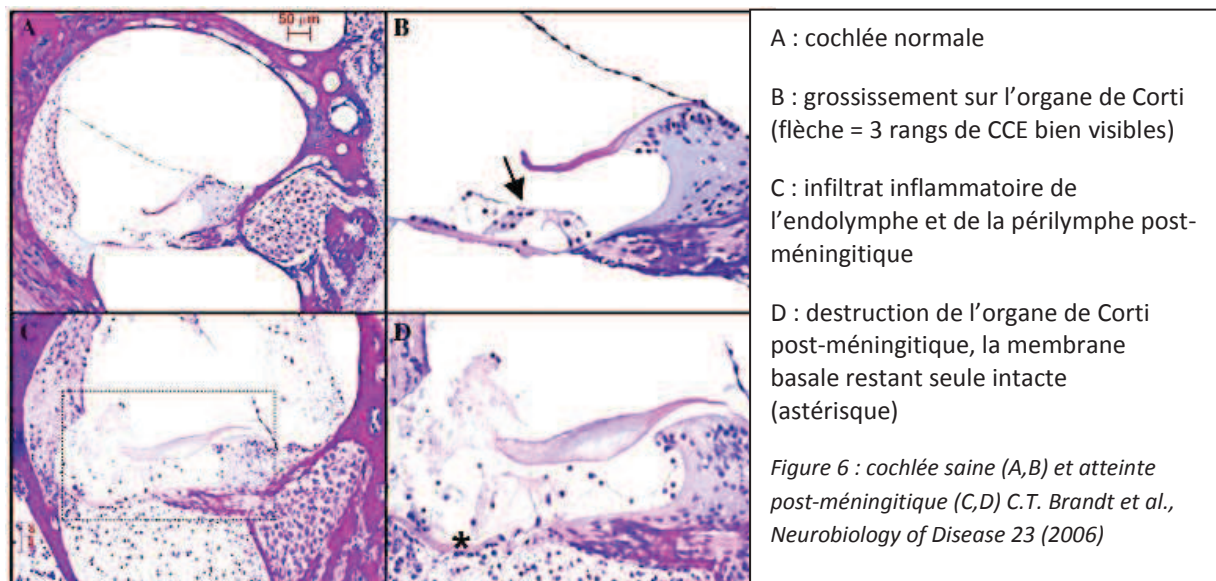 A
50 µm
B
C
D
*
A : cochlée normale
B : grossissement sur l’organe de Corti
(flèche = 3 rangs de CCE bien visibles)
C : infiltrat inflammatoire de
l’endolymphe et de la périlymphe post-
méningitique
D : destruction de l’organe de Corti
post-méningitique, la membrane
basale restant seule intacte
(astérisque)
Figure 6 : cochlée saine (A,B) et atteinte
post-méningitique (C,D) C.T. Brandt et al.,
Neurobiology of Disease 23 (2006)